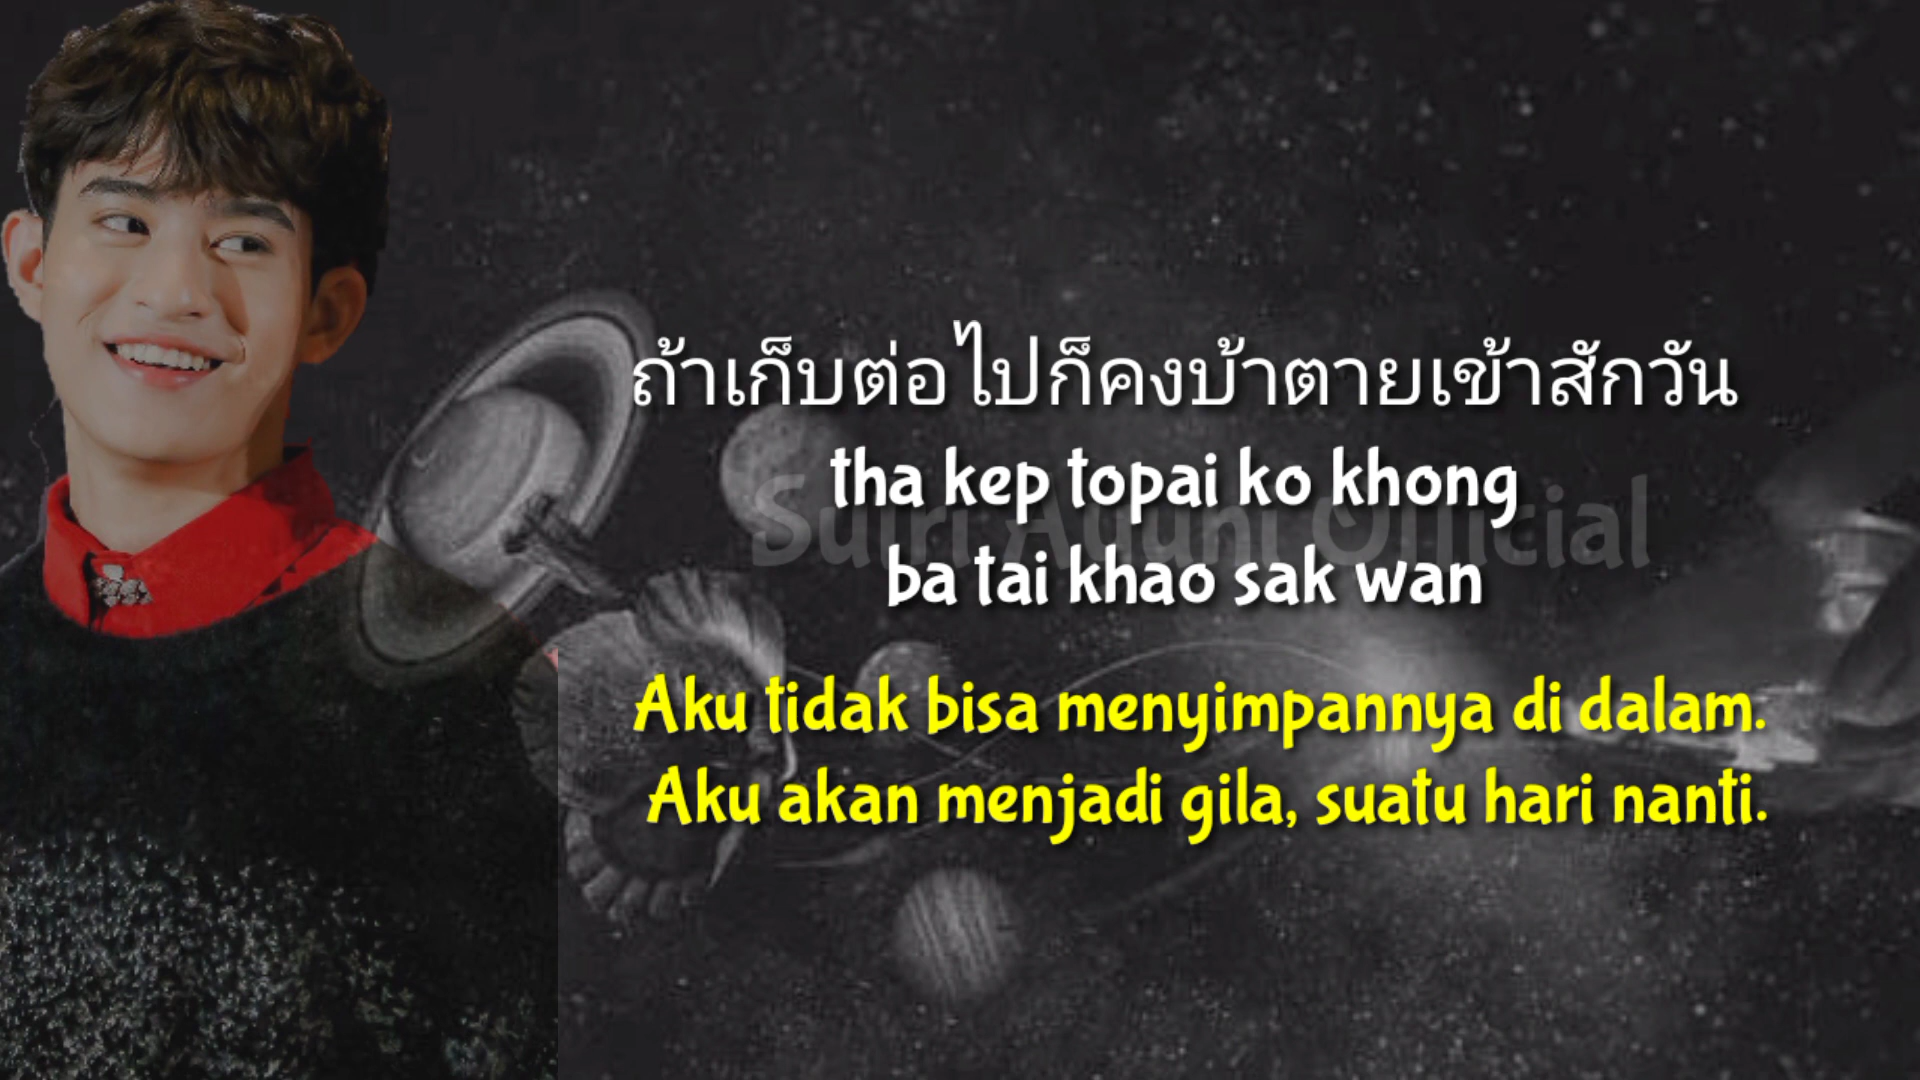 ถ้าเก็บต่อไปก็คงบ้าตายเข้าสักวัน
tha kep topai ko khong
Official
ba tai khao sak wan
Aku tidak bisa menyimpannya di dalam.
Aku akan menjadi gila, suatu hari nanti.